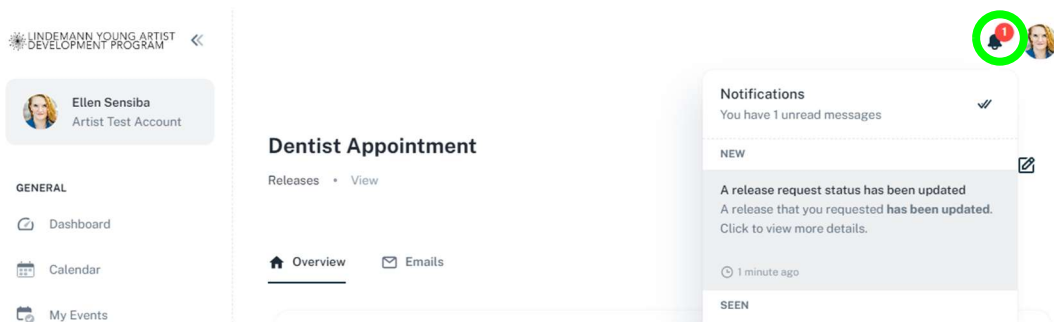 LINDEMANN YOUNG ARTIST
DEVELOPMENT PROGRAM
1
Ellen Sensiba
Artist Test Account
Notifications
You have 1 unread messages
Dentist Appointment
Releases • View
NEW
A release request status has been updated
A release that you requested has been updated.
Click to view more details.
1 minute ago
SEEN
GENERAL
Dashboard
Calendar
My Events
Overview
Emails